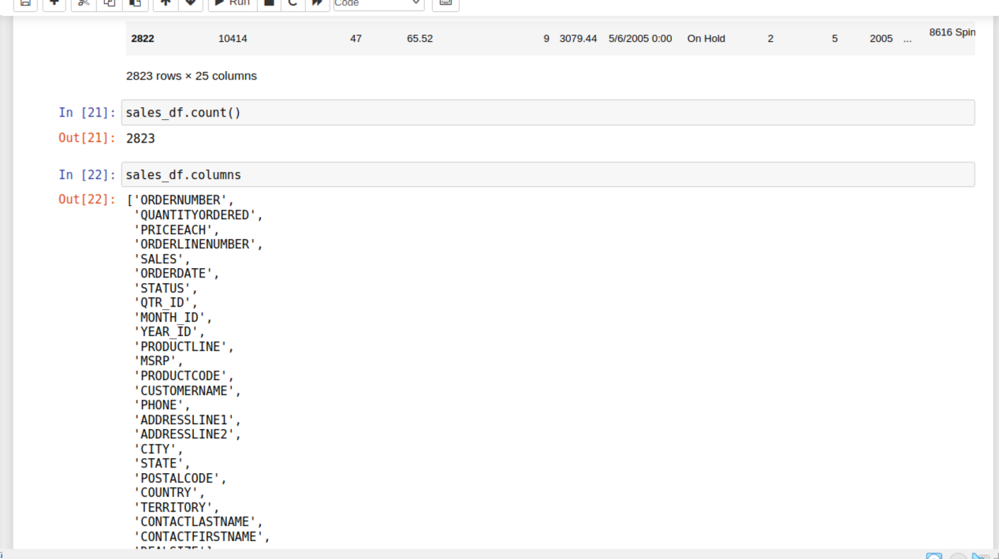 Run
Code
2822 10414 47 65.52 9 3079.44 5/6/2005 0:00 On Hold 2 5 2005 ... 8616 Spin
2823 rows × 25 columns
In [21]: sales_df.count()
Out[21]: 2823
In [22]: sales_df.columns
Out[22]: ['ORDERNUMBER',
'QUANTITYORDERED',
'PRICEEACH',
'ORDERLINENUMBER',
'SALES',
'ORDERDATE',
'STATUS',
'QTR_ID',
'MONTH_ID',
'YEAR_ID',
'PRODUCTLINE',
'MSRP',
'PRODUCTCODE',
'CUSTOMERNAME',
'PHONE',
'ADDRESSLINE1',
'ADDRESSLINE2',
'CITY',
'STATE',
'POSTALCODE',
'COUNTRY',
'TERRITORY',
'CONTACTLASTNAME',
'CONTACTFIRSTNAME',
'DEALSIZE']